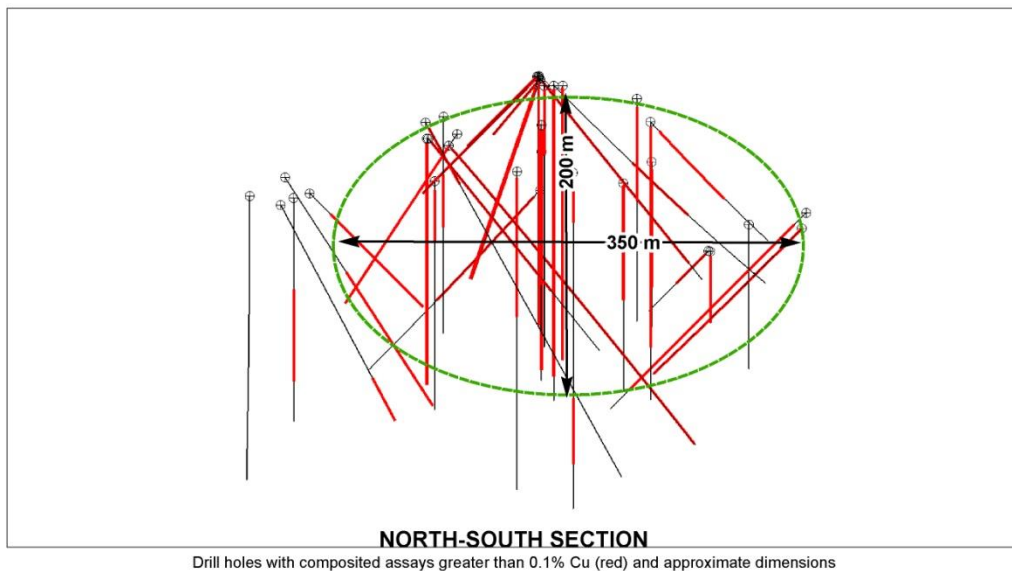 200 m
350 m
NORTH-SOUTH SECTION
Drill holes with composited assays greater than 0.1% Cu (red) and approximate dimensions